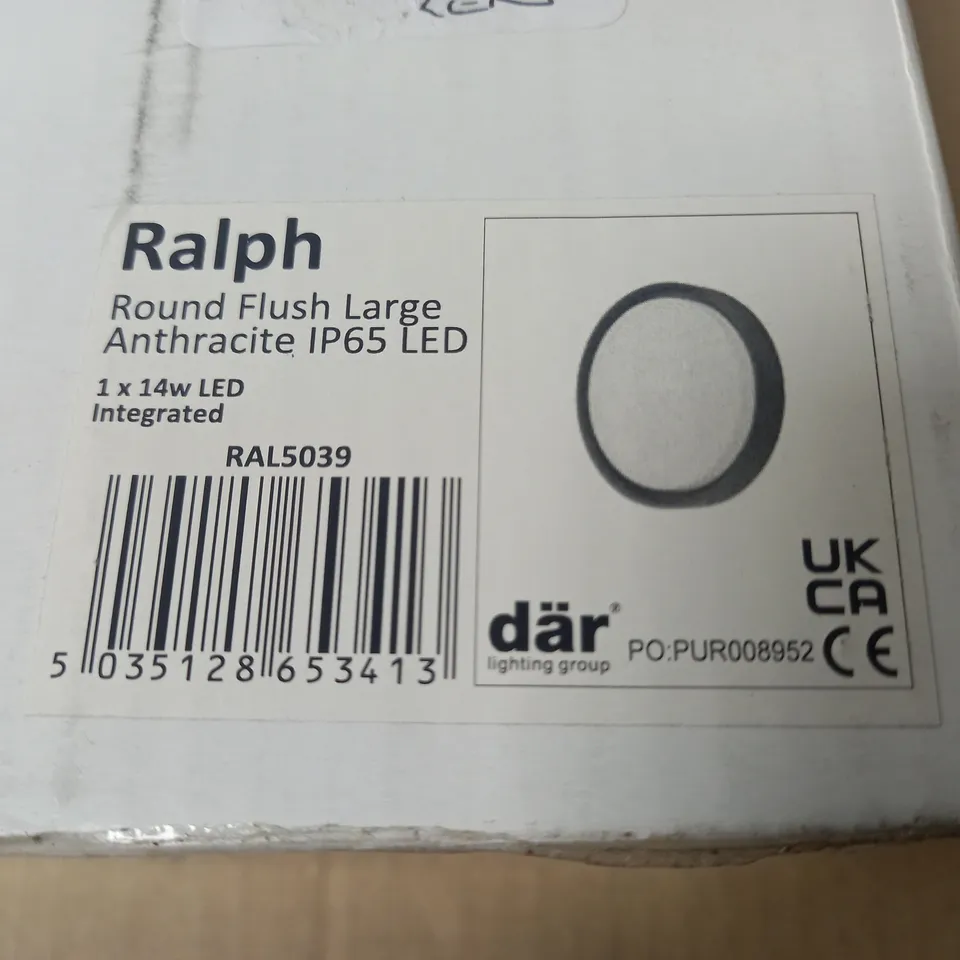 Ralph
Round Flush Large
Anthracite IP65 LED
1 x 14w LED
Integrated
RAL5039
5 035128 653413
där®
lighting group
PO:PUR008952
UK
CA
CE